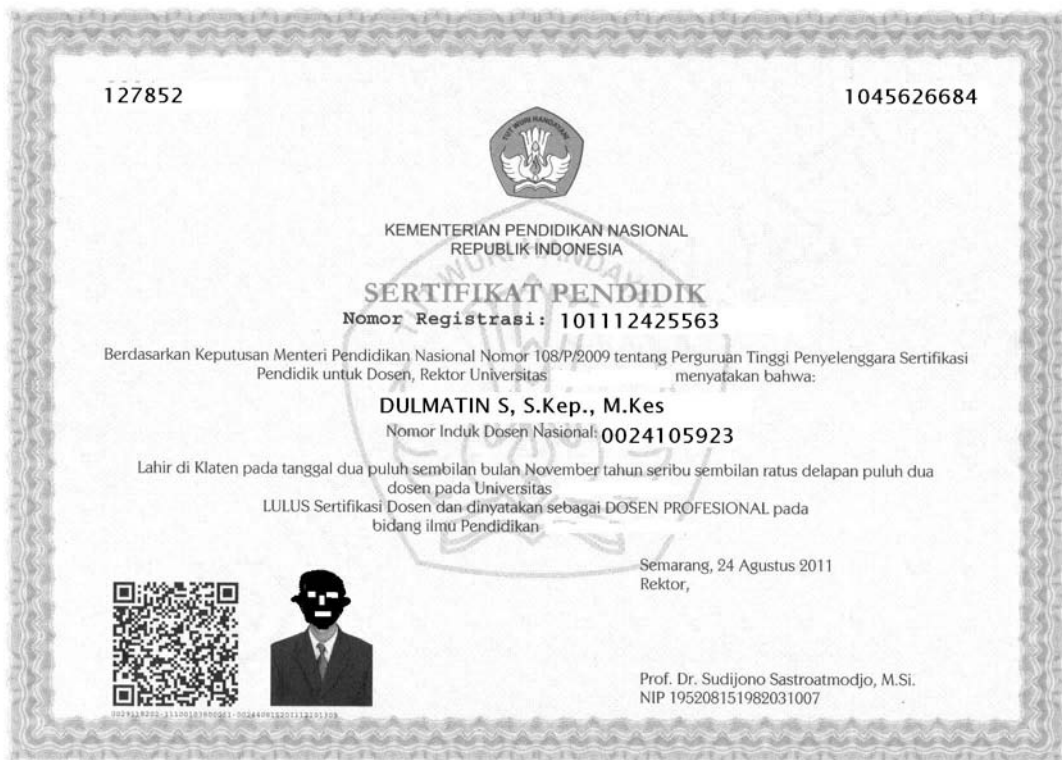 127852
1045626684
TUT WURI HANDAYANI
KEMENTERIAN PENDIDIKAN NASIONAL
REPUBLIK INDONESIA
SERTIFIKAT PENDIDIK
Nomor Registrasi: 101112425563
Berdasarkan Keputusan Menteri Pendidikan Nasional Nomor 108/P/2009 tentang Perguruan Tinggi Penyelenggara Sertifikasi
Pendidik untuk Dosen, Rektor Universitas menyatakan bahwa:
DULMATIN S, S.Kep., M.Kes
Nomor Induk Dosen Nasional: 0024105923
Lahir di Klaten pada tanggal dua puluh sembilan bulan November tahun seribu sembilan ratus delapan puluh dua
dosen pada Universitas
LULUS Sertifikasi Dosen dan dinyatakan sebagai DOSEN PROFESIONAL pada
bidang ilmu Pendidikan
Semarang, 24 Agustus 2011
Rektor,
Prof. Dr. Sudijono Sastroatmodjo, M.Si.
NIP 195208151982031007